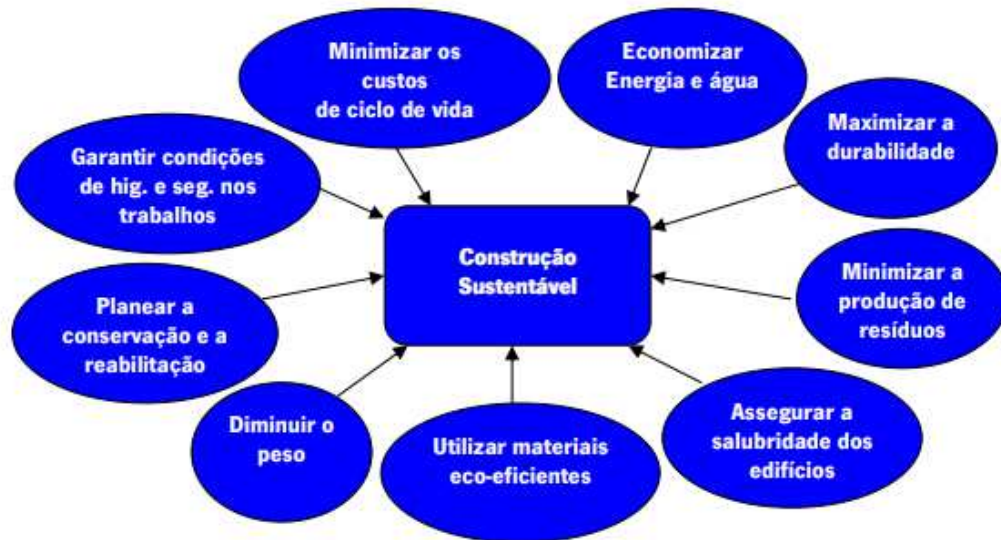 Minimizar os
custos
de ciclo de vida
Economizar
Energia e água
Maximizar a
durabilidade
Garantir condições
de hig. e seg. nos
trabalhos
Construção
Sustentável
Minimizar a
produção de
resíduos
Planear a
conservação e a
reabilitação
Diminuir o
peso
Utilizar materiais
eco-eficientes
Assegurar a
salubridade dos
edifícios